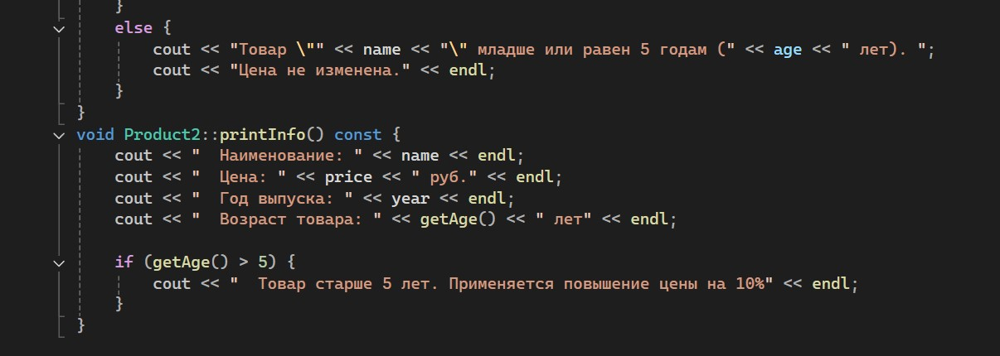 }
else {
cout << "Товар \"" << name << "\" младше или равен 5 годам (" << age << " лет). ";
cout << "Цена не изменена." << endl;
}
}
void Product2::printInfo() const {
cout << "  Наименование: " << name << endl;
cout << "  Цена: " << price << " руб." << endl;
cout << "  Год выпуска: " << year << endl;
cout << "  Возраст товара: " << getAge() << " лет" << endl;
if (getAge() > 5) {
cout << "  Товар старше 5 лет. Применяется повышение цены на 10%" << endl;
}
}